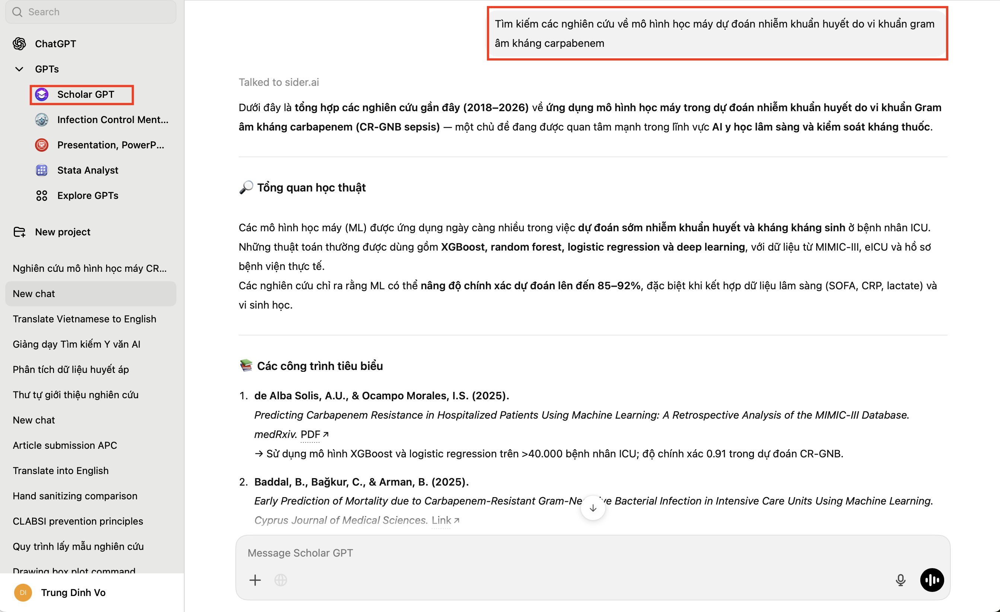 Search
ChatGPT
GPTs
Scholar GPT
Infection Control Ment...
Presentation, PowerP...
Stata Analyst
Explore GPTs
New project
Nghiên cứu mô hình học máy CR...
New chat
Translate Vietnamese to English
Giảng dạy Tìm kiếm Y văn AI
Phân tích dữ liệu huyết áp
Thư tự giới thiệu nghiên cứu
New chat
Article submission APC
Translate into English
Hand sanitizing comparison
CLABSI prevention principles
Quy trình lấy mẫu nghiên cứu
Drawing box plot command
DI
Trung Dinh Vo
Tìm kiếm các nghiên cứu về mô hình học máy dự đoán nhiễm khuẩn huyết do vi khuẩn gram
âm kháng carpabenem
Talked to sider.ai
Dưới đây là tổng hợp các nghiên cứu gần đây (2018–2026) về ứng dụng mô hình học máy trong dự đoán nhiễm khuẩn huyết do vi khuẩn Gram
âm kháng carbapenem (CR-GNB sepsis) — một chủ đề đang được quan tâm mạnh trong lĩnh vực AI y học lâm sàng và kiểm soát kháng thuốc.
Tổng quan học thuật
Các mô hình học máy (ML) được ứng dụng ngày càng nhiều trong việc dự đoán sớm nhiễm khuẩn huyết và kháng kháng sinh ở bệnh nhân ICU.
Những thuật toán thường được dùng gồm XGBoost, random forest, logistic regression và deep learning, với dữ liệu từ MIMIC-III, eICU và hồ sơ
bệnh viện thực tế.
Các nghiên cứu chỉ ra rằng ML có thể nâng độ chính xác dự đoán lên đến 85–92%, đặc biệt khi kết hợp dữ liệu lâm sàng (SOFA, CRP, lactate) và
vi sinh học.
Các công trình tiêu biểu
1. de Alba Solis, A.U., & Ocampo Morales, I.S. (2025).
Predicting Carbapenem Resistance in Hospitalized Patients Using Machine Learning: A Retrospective Analysis of the MIMIC-III Database.
medRxiv. PDF ↗
→ Sử dụng mô hình XGBoost và logistic regression trên >40.000 bệnh nhân ICU; độ chính xác 0.91 trong dự đoán CR-GNB.
2. Baddal, B., Bağkur, C., & Arman, B. (2025).
Early Prediction of Mortality due to Carbapenem-Resistant Gram-Ne ve Bacterial Infection in Intensive Care Units Using Machine Learning.
Cyprus Journal of Medical Sciences. Link ↗
Message Scholar GPT